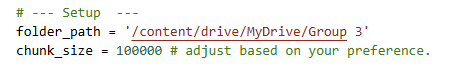 # --- Setup  ---
folder_path = '/content/drive/MyDrive/Group 3'
chunk_size = 100000 # adjust based on your preference.